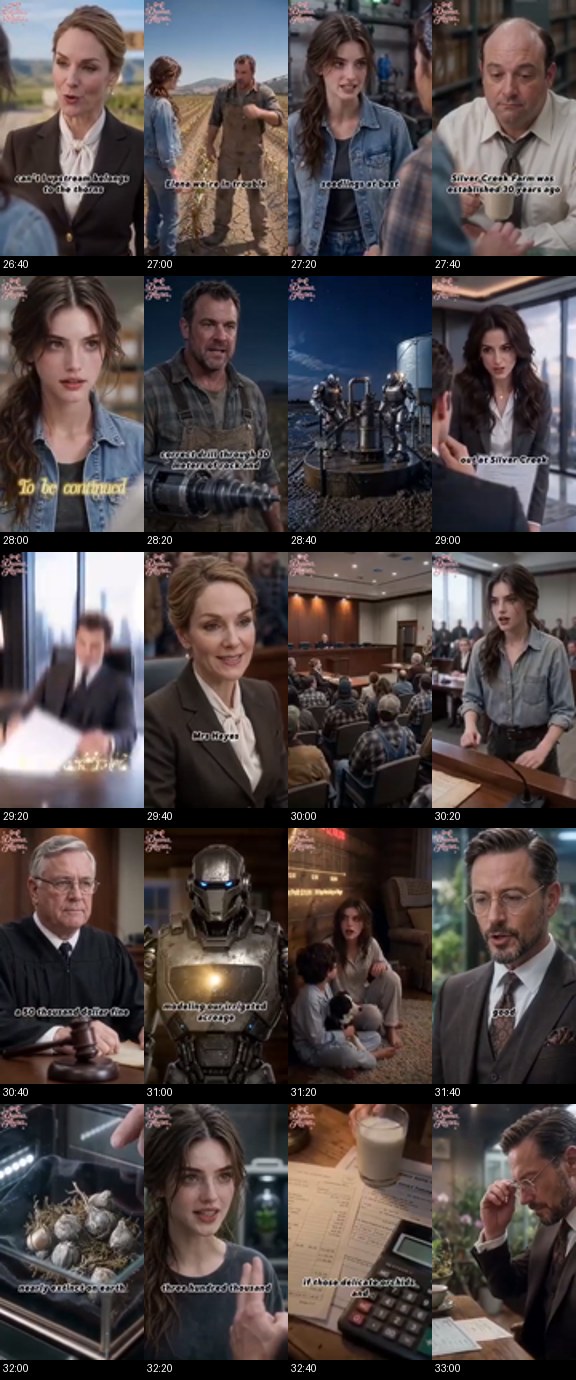 can't upstream belongs
to the thorns
Elena we're in trouble
seedlings at best
Silver Creek Farm was
established 30 years ago
26:40
27:00
27:20
27:40
To be continued
correct drill through 30
meters of rock and
out at Silver Creek
28:00
28:20
28:40
29:00
Mrs Hayes
29:20
29:40
30:00
30:20
a 50 thousand dollar fine
modeling our irrigated
acreage
good
30:40
31:00
31:20
31:40
nearly extinct on earth
three hundred thousand
if those delicate orchids
and
32:00
32:20
32:40
33:00